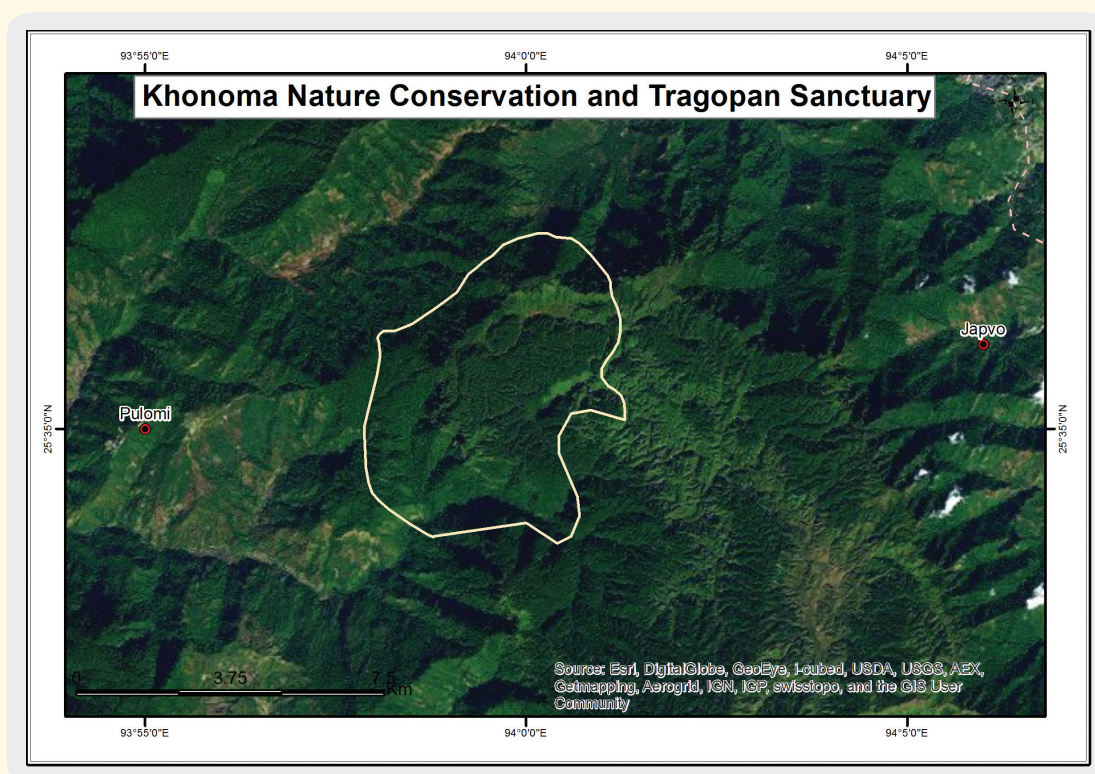 93°55'0"E 94°0'0"E 94°5'0"E
Khonoma Nature Conservation and Tragopan Sanctuary
Japvo
Pulomi
25°35'0"N 25°35'0"N
0 3.75 7.5
Km
Source: Esri, DigitalGlobe, GeoEye, i-cubed, USDA, USGS, AEX,
Getmapping, Aerogrid, IGN, IGP, swisstopo, and the GIS User
Community
93°55'0"E 94°0'0"E 94°5'0"E